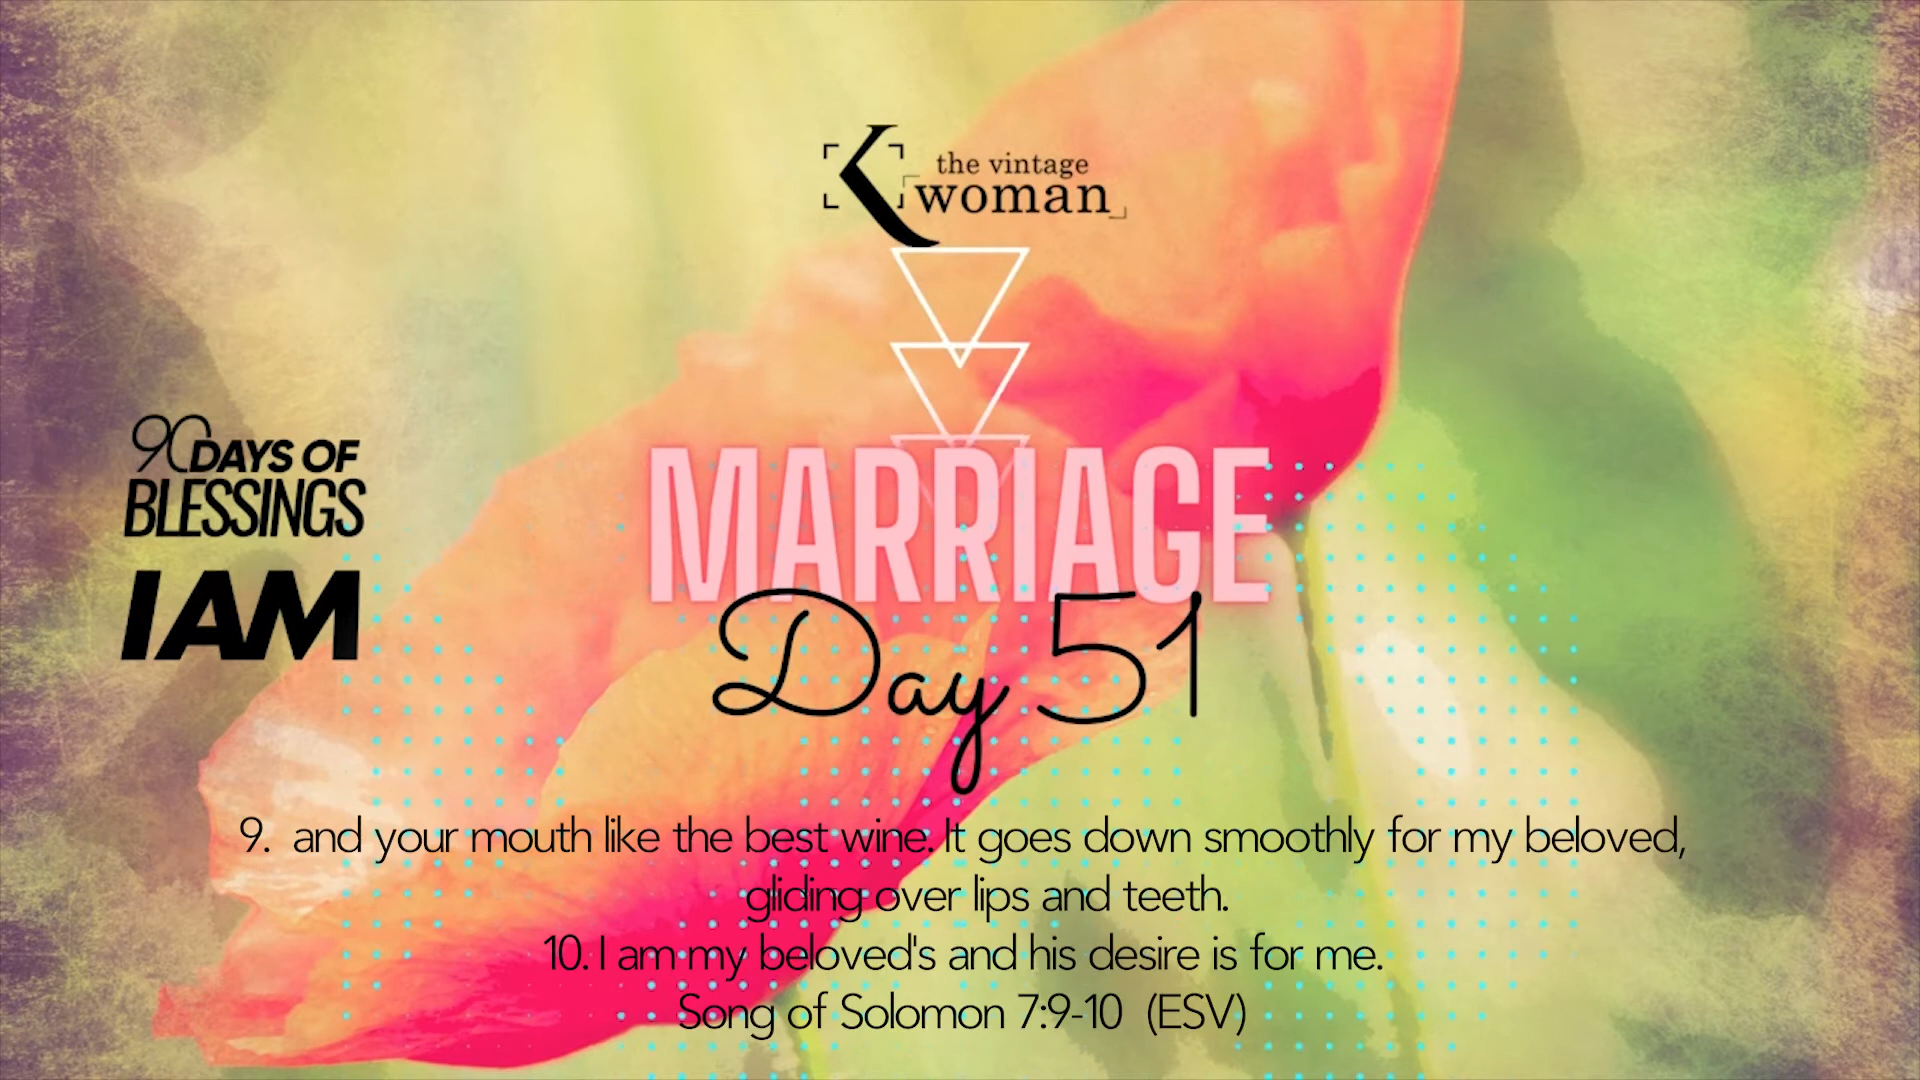 K the vintage
woman
90 DAYS OF
BLESSINGS
I AM
MARRIAGE
Day 51
9. and your mouth like the best wine. It goes down smoothly for my beloved,
gliding over lips and teeth.
10. I am my beloved's and his desire is for me.
Song of Solomon 7:9-10 (ESV)